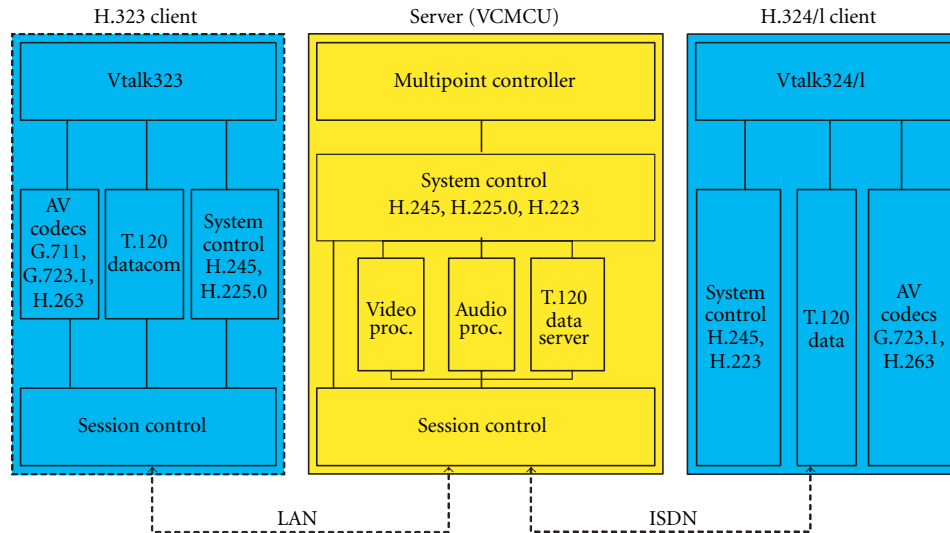 H.323 client
Server (VCMCU)
H.324/l client
Vtalk323
AV
codecs
G.711,
G.723.1,
H.263
T.120
datacom
System
control
H.245,
H.225.0
Session control
Multipoint controller
System control
H.245, H.225.0, H.223
Video
proc.
Audio
proc.
T.120
data
server
Session control
Vtalk324/l
System
control
H.245,
H.223
T.120
data
AV
codecs
G.723.1,
H.263
LAN
ISDN